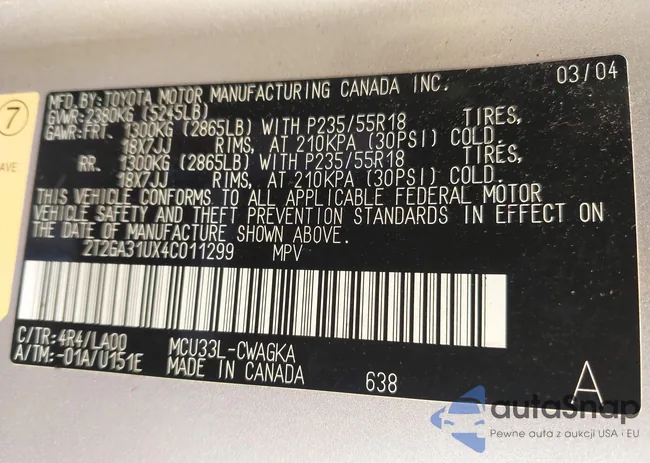 MFD.BY:TOYOTA MOTOR MANUFACTURING CANADA INC. 03/04
GVWR:2380KG (5245LB)
GAWR:FRT. 1300KG (2865LB) WITH P235/55R18 TIRES,
18X7JJ RIMS, AT 210KPA (30PSI) COLD.
RR. 1300KG (2865LB) WITH P235/55R18 TIRES,
18X7JJ RIMS, AT 210KPA (30PSI) COLD.
THIS VEHICLE CONFORMS TO ALL APPLICABLE FEDERAL MOTOR
VEHICLE SAFETY AND THEFT PREVENTION STANDARDS IN EFFECT ON
THE DATE OF MANUFACTURE SHOWN ABOVE.
2T2GA31UX4C011299 MPV
C/TR: 4R4/LA00 MCU33L-CWAGKA
A/TM:-01A/U151E MADE IN CANADA 638 A
7
AVE
autaSnap
Pewne auta z aukcji USA i EU